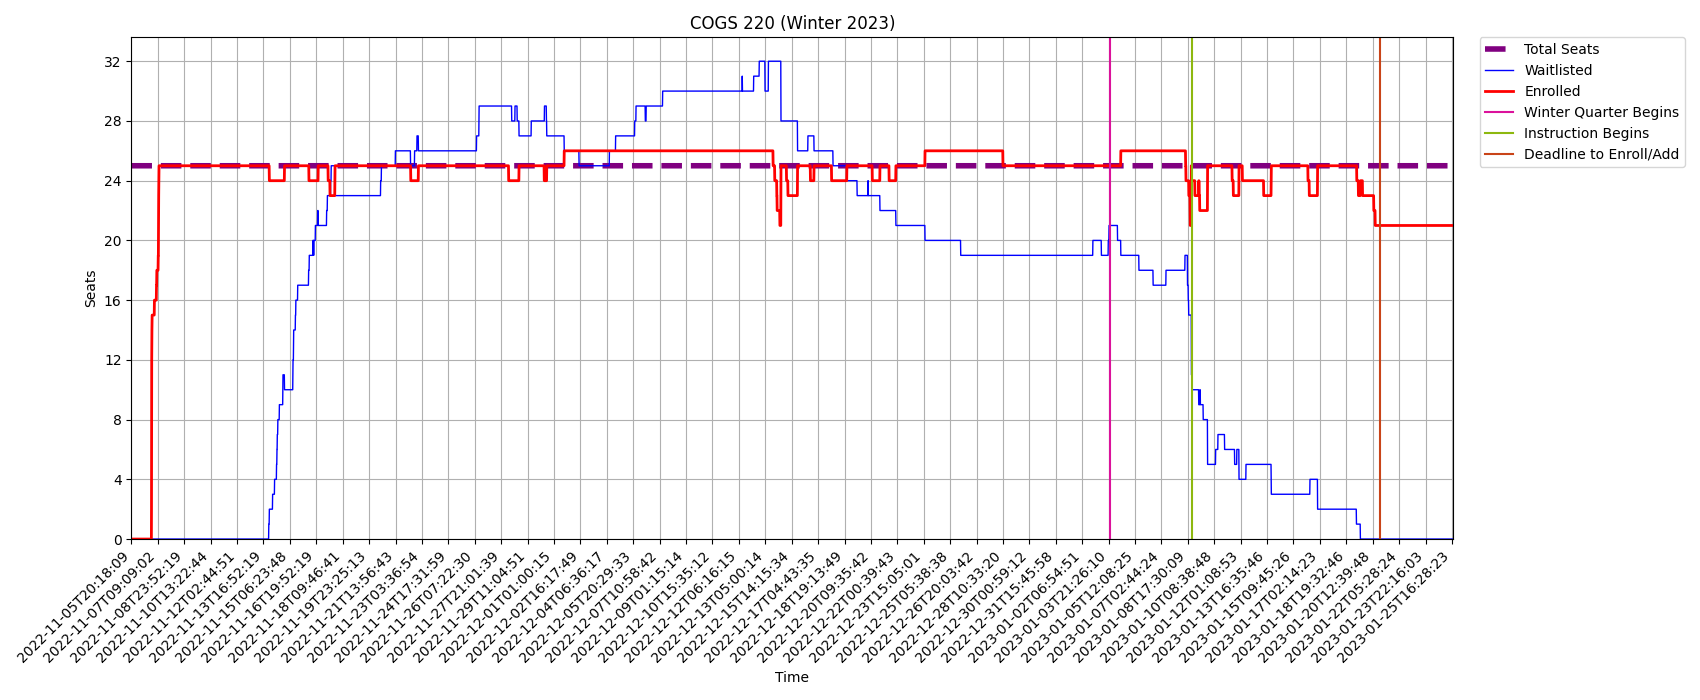 COGS 220 (Winter 2023)
Total Seats
Waitlisted
Enrolled
Winter Quarter Begins
Instruction Begins
Deadline to Enroll/Add
Seats
32
28
24
20
16
12
8
4
0
2022-11-05T20:18:09
2022-11-07T09:09:02
2022-11-08T23:52:19
2022-11-10T13:22:44
2022-11-12T02:44:51
2022-11-13T16:52:19
2022-11-15T06:23:48
2022-11-16T19:52:19
2022-11-18T09:46:41
2022-11-19T23:25:13
2022-11-21T13:56:43
2022-11-23T03:36:54
2022-11-24T17:31:59
2022-11-26T07:22:30
2022-11-27T21:01:39
2022-11-29T11:04:51
2022-12-01T01:00:15
2022-12-02T16:17:49
2022-12-04T06:36:17
2022-12-05T20:29:33
2022-12-07T10:58:42
2022-12-09T01:15:14
2022-12-10T15:35:12
2022-12-12T06:16:15
2022-12-13T05:00:14
2022-12-15T14:15:34
2022-12-17T04:43:35
2022-12-18T19:13:49
2022-12-20T09:35:42
2022-12-22T00:39:43
2022-12-23T15:05:01
2022-12-25T05:38:38
2022-12-26T20:03:42
2022-12-28T10:33:20
2022-12-30T00:59:12
2022-12-31T15:45:58
2023-01-02T06:54:51
2023-01-03T21:26:10
2023-01-05T12:08:25
2023-01-07T02:44:24
2023-01-08T17:30:09
2023-01-10T08:38:48
2023-01-12T01:08:53
2023-01-13T16:35:46
2023-01-15T09:45:26
2023-01-17T02:14:23
2023-01-18T19:32:46
2023-01-20T12:39:48
2023-01-22T05:28:24
2023-01-23T22:16:03
2023-01-25T16:28:23
Time